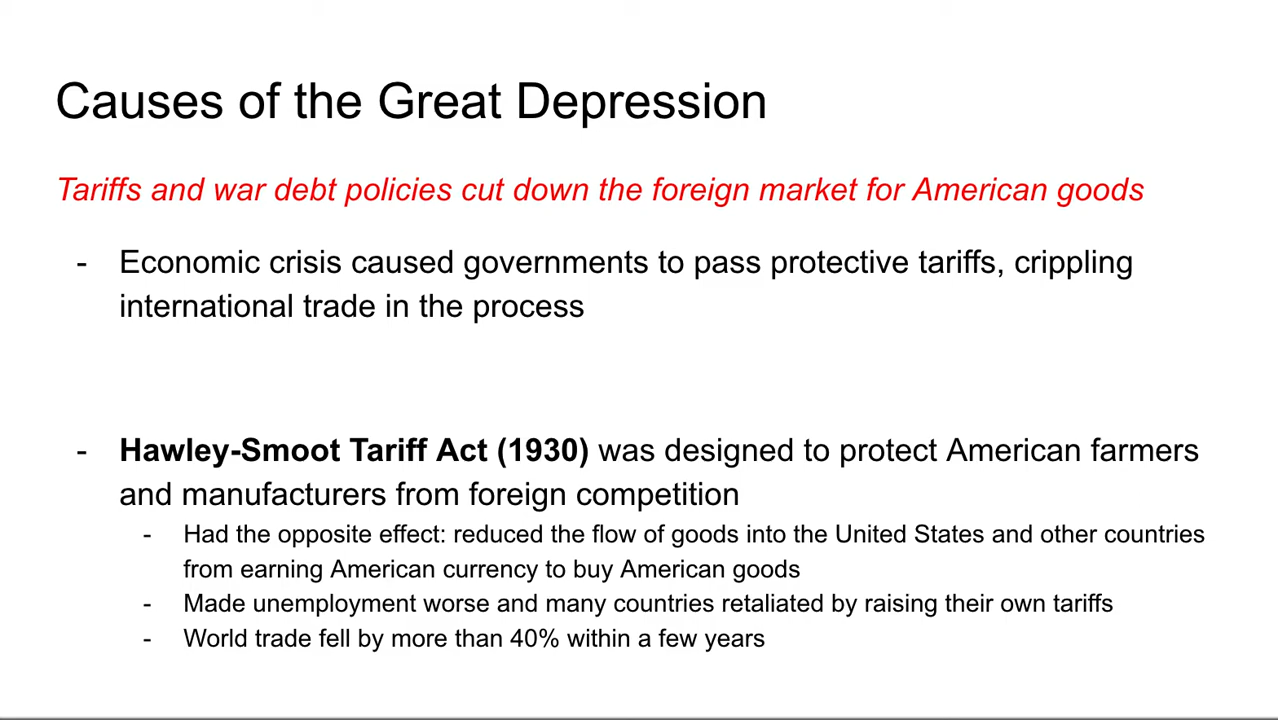 Causes of the Great Depression
Tariffs and war debt policies cut down the foreign market for American goods
- Economic crisis caused governments to pass protective tariffs, crippling
international trade in the process
- Hawley-Smoot Tariff Act (1930) was designed to protect American farmers
and manufacturers from foreign competition
- Had the opposite effect: reduced the flow of goods into the United States and other countries
from earning American currency to buy American goods
- Made unemployment worse and many countries retaliated by raising their own tariffs
- World trade fell by more than 40% within a few years